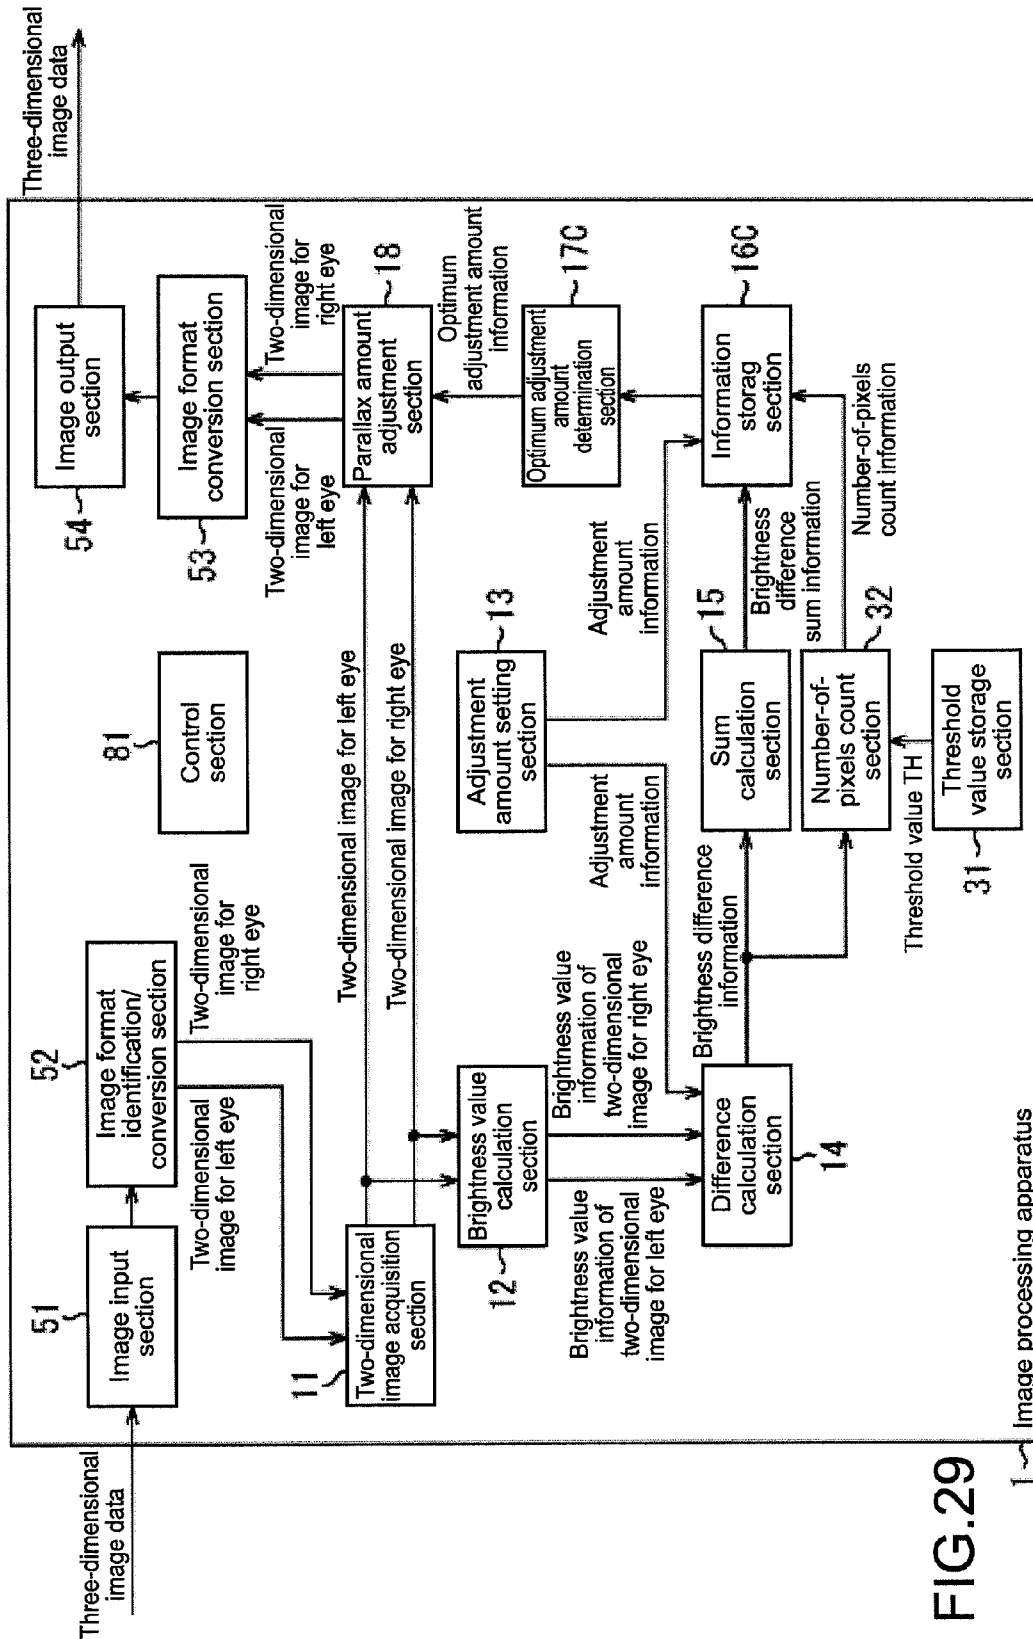 Three-dimensional
image data
51
Image input
section
52
Image format
identification/
conversion section
Two-dimensional
image for left eye
Two-dimensional
image for
right eye
81
Control
section
54
Image output
section
Three-dimensional
image data
53
Image format
conversion section
Two-dimensional
image for
left eye
Two-dimensional
image for
right eye
11
Two-dimensional
image acquisition
section
Two-dimensional image for left eye
Two-dimensional image for right eye
Parallax amount
adjustment
section
18
12
Brightness value
calculation
section
Brightness value
information of
two-dimensional
image for left eye
Brightness value
information of
two-dimensional
image for right eye
Adjustment
amount setting
section
13
Adjustment
amount
information
Adjustment
amount
information
Optimum
adjustment amount
information
Optimum adjustment
amount
determination
section
17C
Difference
calculation
section
14
Brightness difference
information
Sum
calculation
section
15
Brightness
difference
sum information
Information
storag
section
16C
Number-of-
pixels count
section
32
Number-of-pixels
count information
Threshold value TH
Threshold
value storage
section
31
1 Image processing apparatus
FIG.29